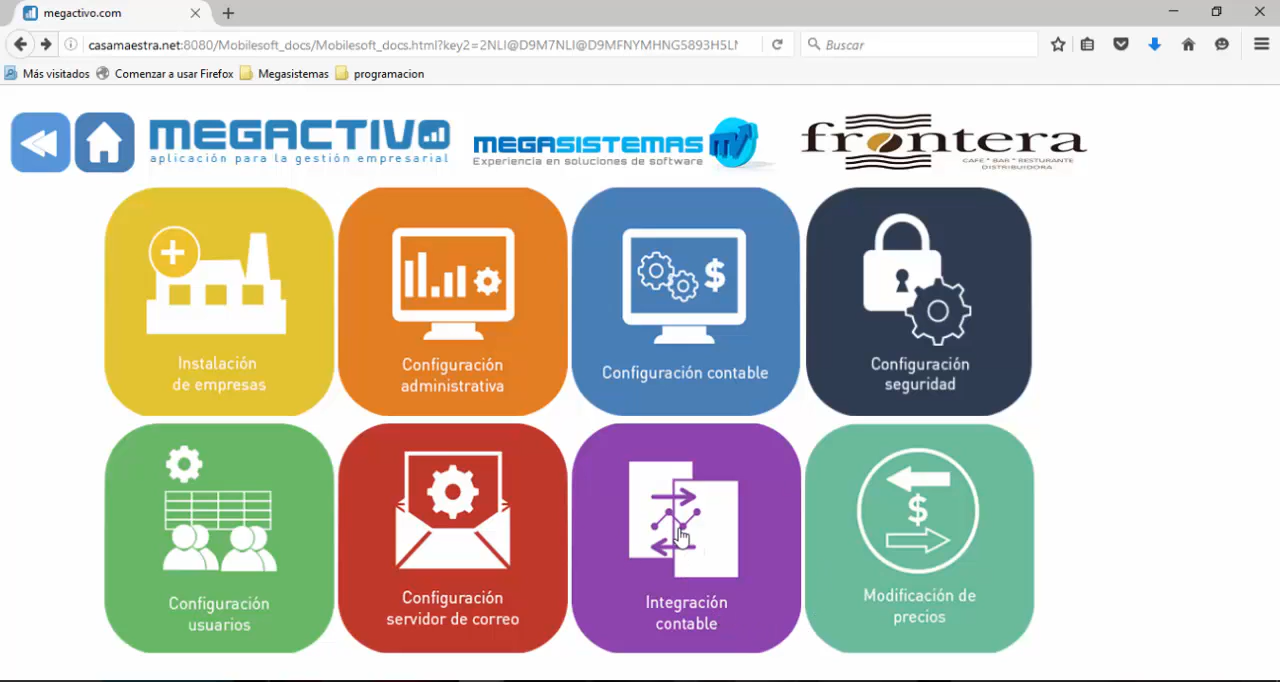 megactivo.com
casamaestra.net:8080/Mobilesoft_docs/Mobilesoft_docs.html?key2=2NLI@D9M7NLI@D9MFNYMHNG5893H5LN
Buscar
Más visitados
Comenzar a usar Firefox
Megasistemas
programacion
MEGACTIVO
aplicación para la gestión empresarial
MEGASISTEMAS
Experiencia en soluciones de software
frontera
CAFE * BAR * RESTURANTE
DISTRIBUIDORA
Instalación
de empresas
Configuración
administrativa
$
Configuración contable
Configuración
seguridad
Configuración
usuarios
Configuración
servidor de correo
Integración
contable
$
Modificación de
precios